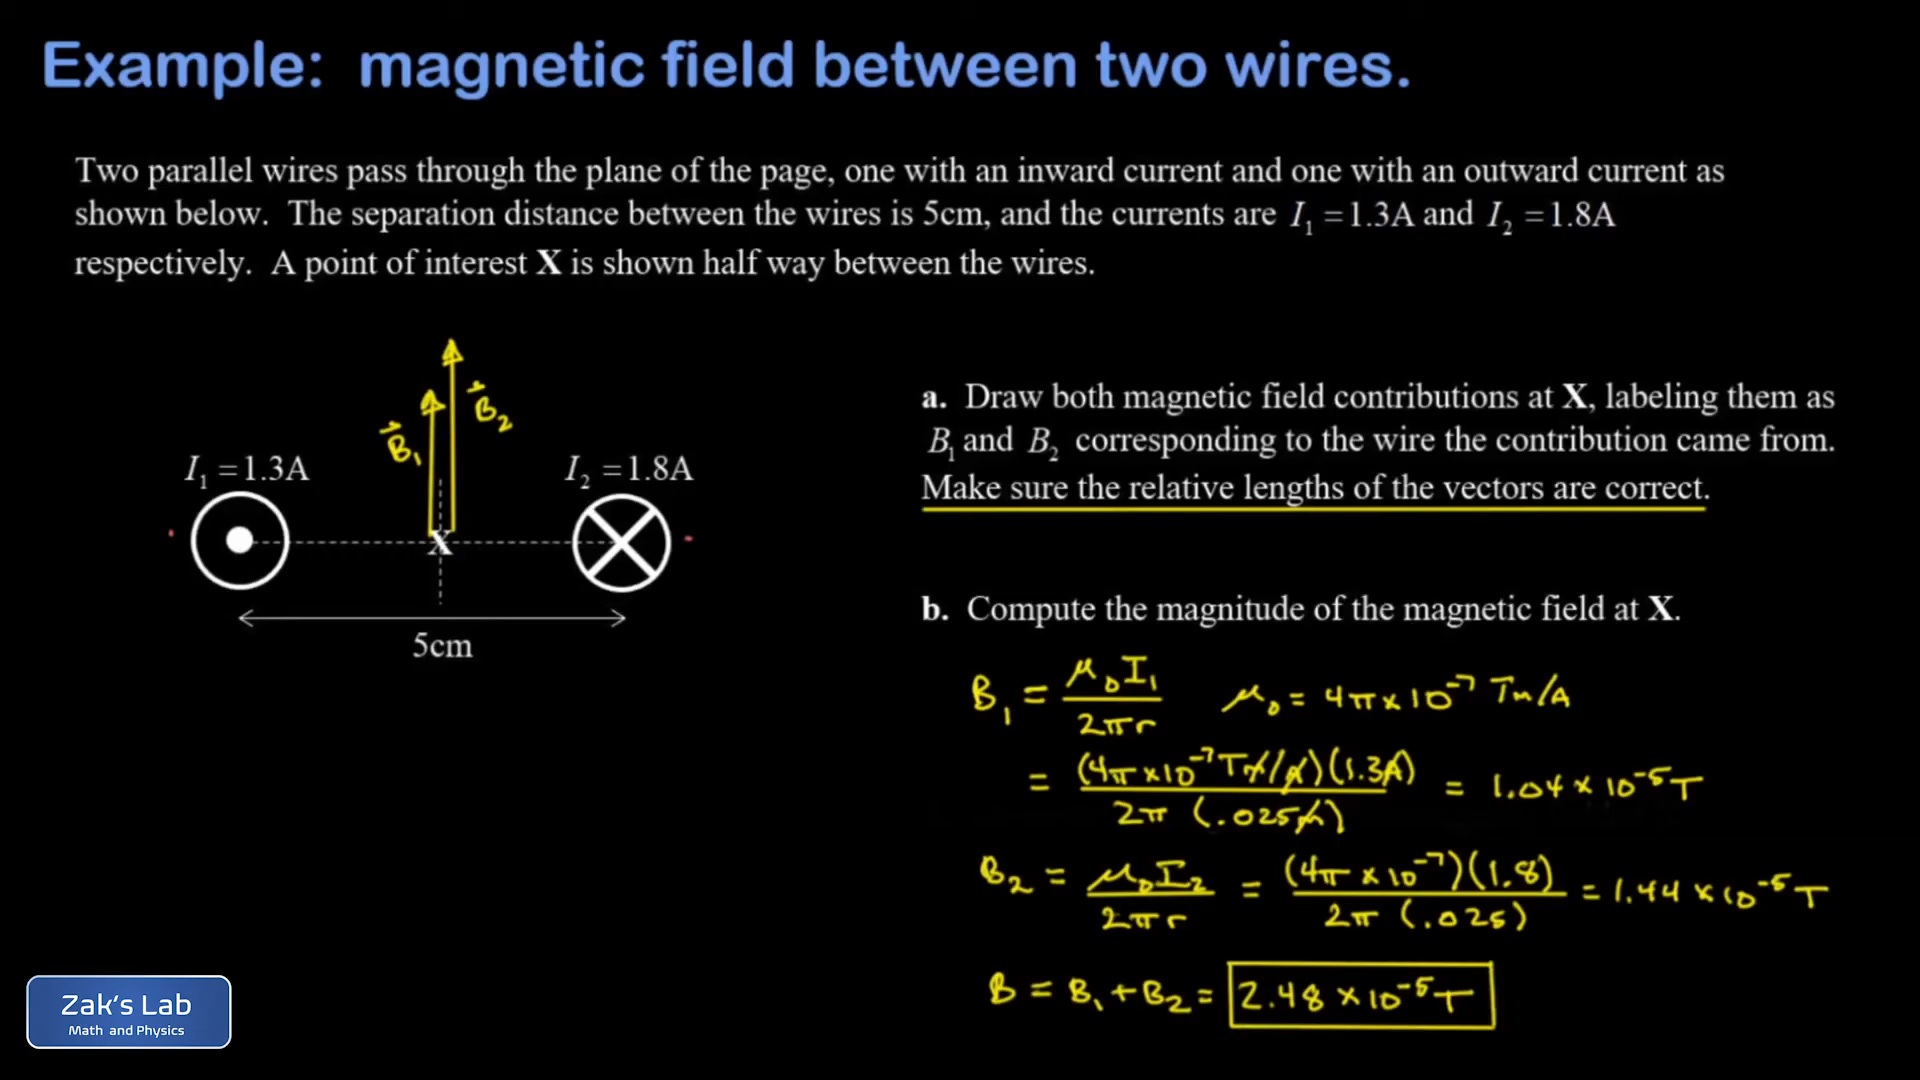 Example: magnetic field between two wires.
Two parallel wires pass through the plane of the page, one with an inward current and one with an outward current as
shown below. The separation distance between the wires is 5cm, and the currents are I₁ = 1.3A and I₂ = 1.8A
respectively. A point of interest X is shown half way between the wires.
B⃗₁
B⃗₂
I₁ = 1.3A
I₂ = 1.8A
X
5cm
a. Draw both magnetic field contributions at X, labeling them as
B₁ and B₂ corresponding to the wire the contribution came from.
Make sure the relative lengths of the vectors are correct.
b. Compute the magnitude of the magnetic field at X.
B₁ = μ₀I₁ / 2πr   μ₀ = 4π × 10⁻⁷ Tm/A
= (4π × 10⁻⁷ Tm/A)(1.3A) / 2π (.025m) = 1.04 × 10⁻⁵ T
B₂ = μ₀I₂ / 2πr = (4π × 10⁻⁷)(1.8) / 2π (.025) = 1.44 × 10⁻⁵ T
B = B₁ + B₂ = 2.48 × 10⁻⁵ T
Zak's Lab
Math and Physics